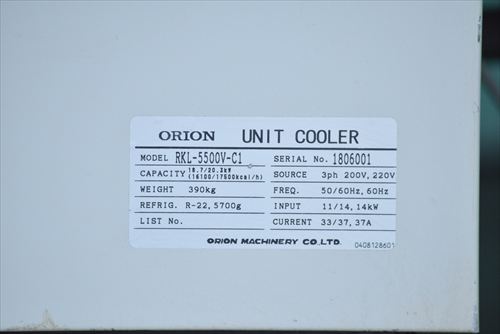 ORION UNIT COOLER
MODEL RKL-5500V-C1 SERIAL No. 1806001
CAPACITY 18.7/20.3kW (16100/17500kcal/h) SOURCE 3ph 200V, 220V
WEIGHT 390kg FREQ. 50/60Hz, 60Hz
REFRIG. R-22, 5700g INPUT 11/14, 14kW
LIST No. CURRENT 33/37, 37A
ORION MACHINERY CO.,LTD. 0408128601